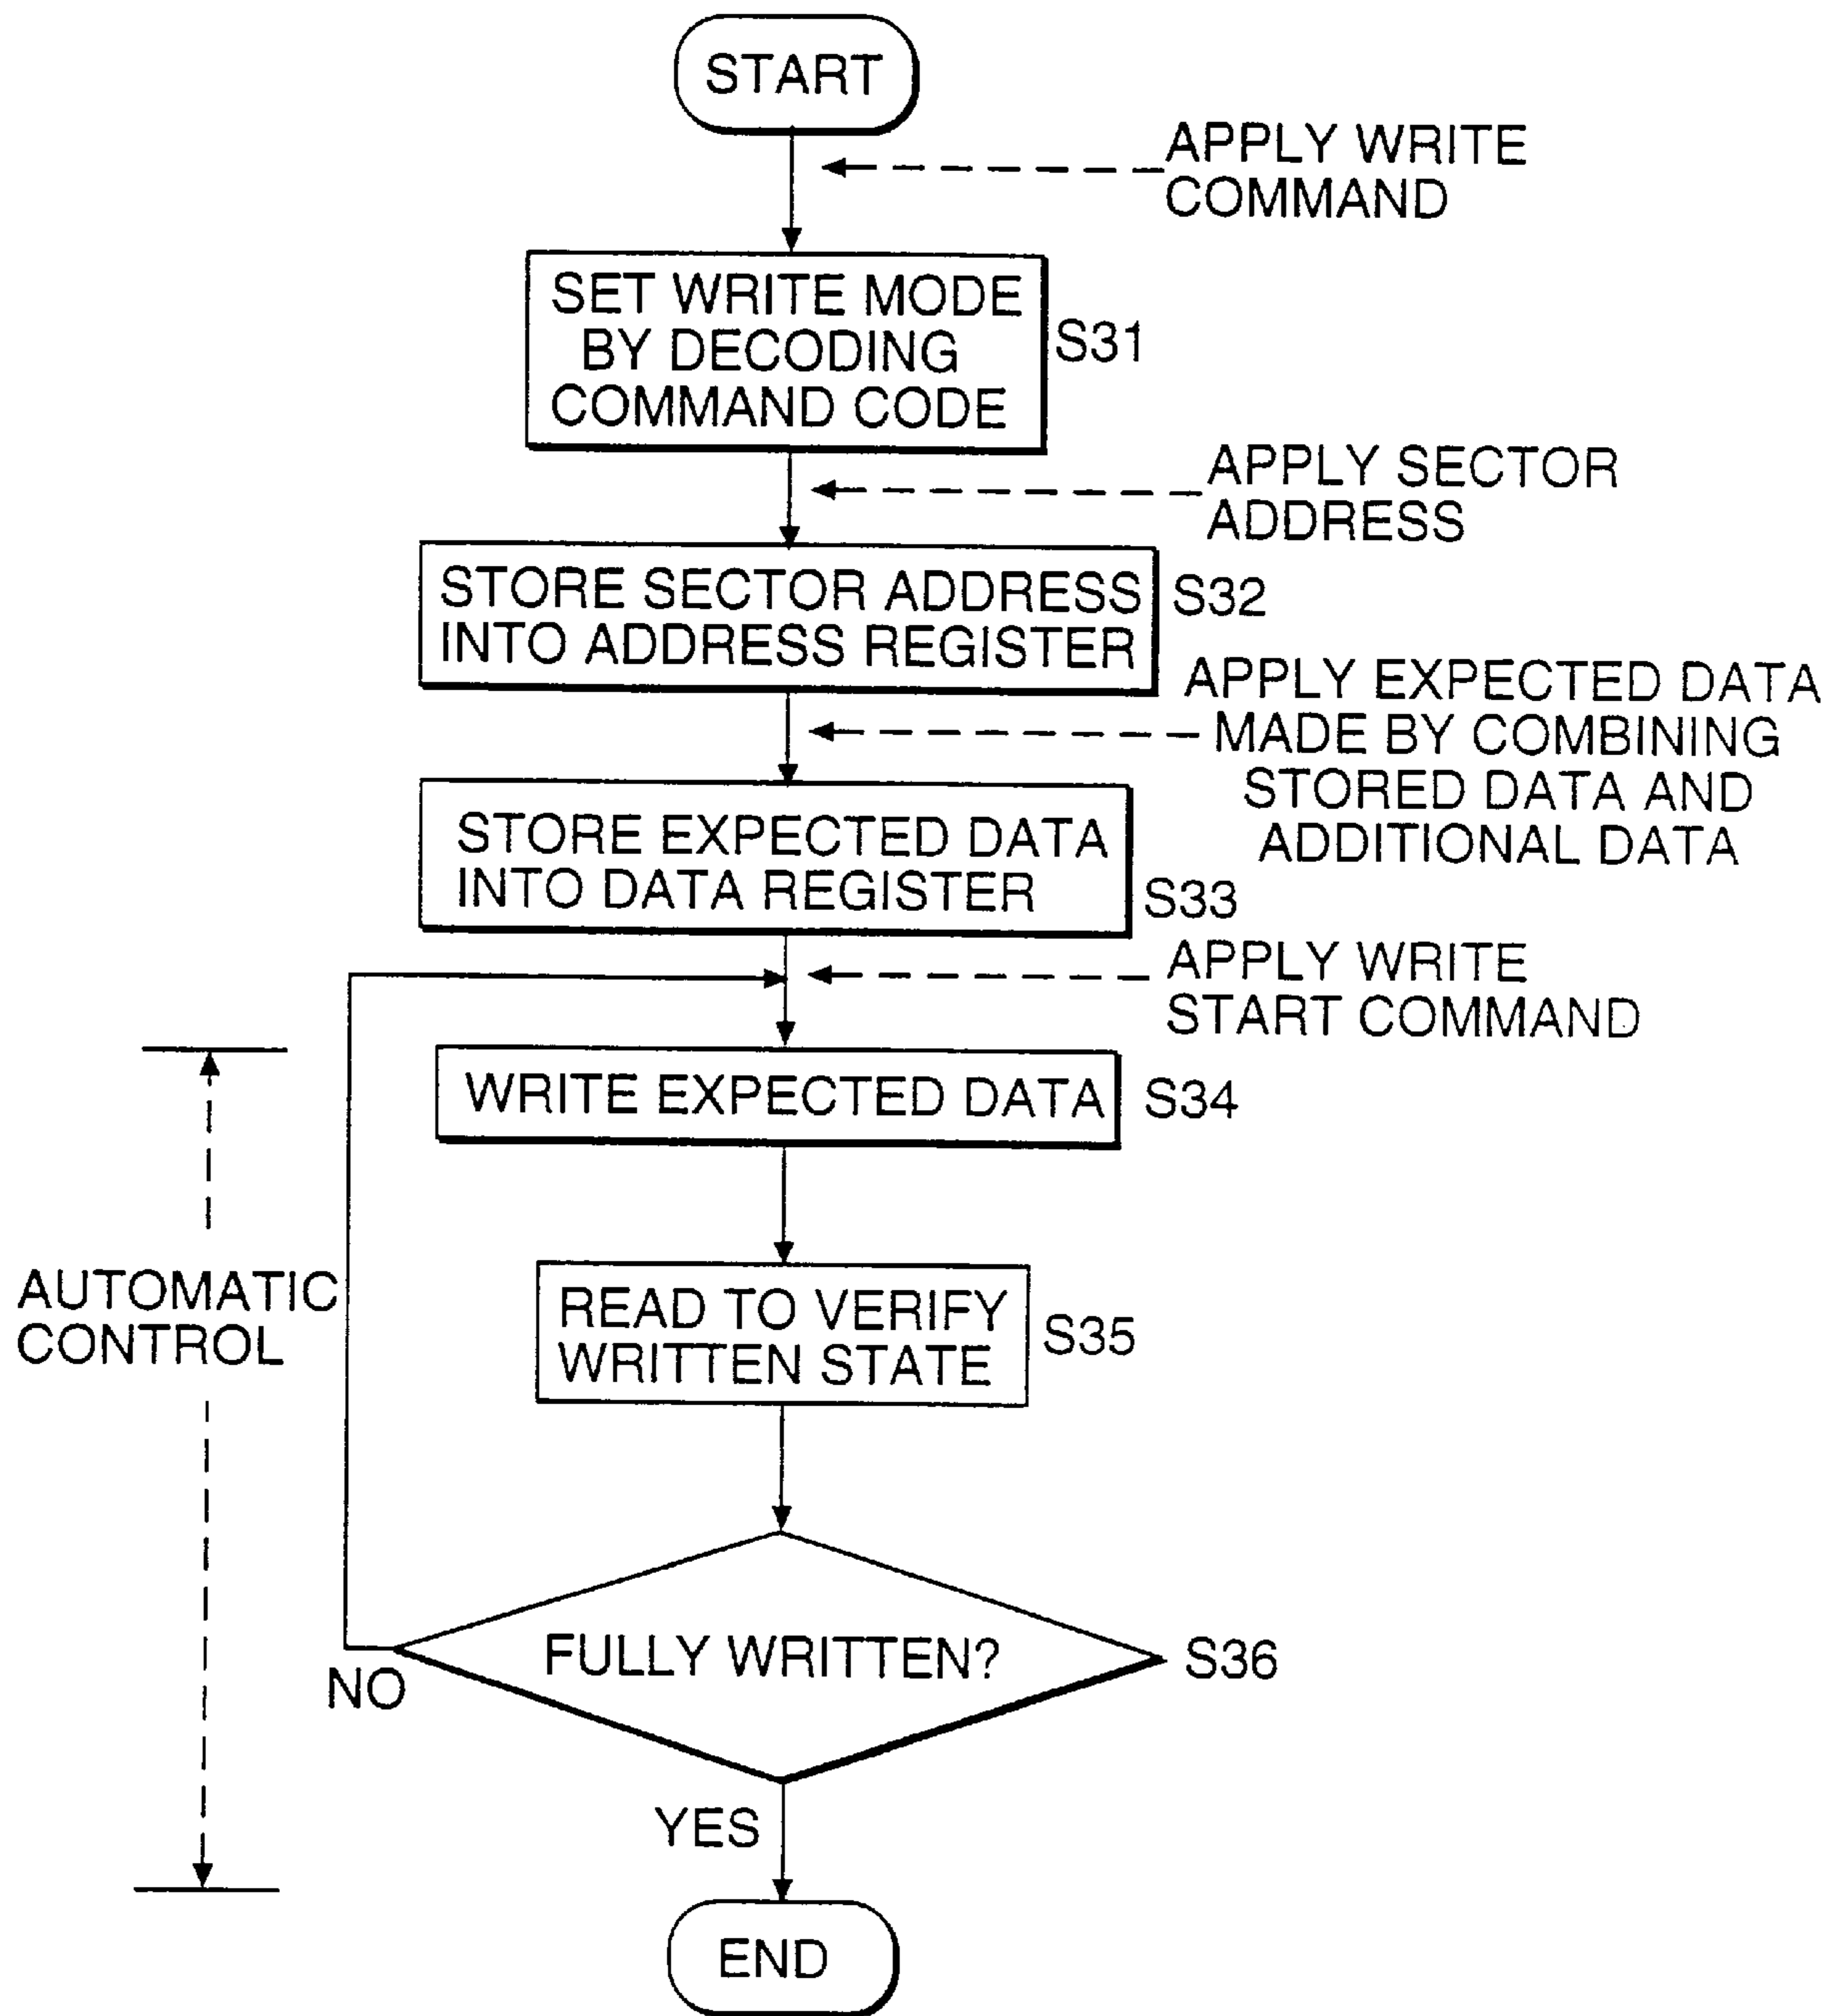 START
APPLY WRITE
COMMAND
SET WRITE MODE
BY DECODING
COMMAND CODE
S31
APPLY SECTOR
ADDRESS
STORE SECTOR ADDRESS
INTO ADDRESS REGISTER
S32
APPLY EXPECTED DATA
MADE BY COMBINING
STORED DATA AND
ADDITIONAL DATA
STORE EXPECTED DATA
INTO DATA REGISTER
S33
APPLY WRITE
START COMMAND
WRITE EXPECTED DATA
S34
AUTOMATIC
CONTROL
READ TO VERIFY
WRITTEN STATE
S35
FULLY WRITTEN?
S36
NO
YES
END